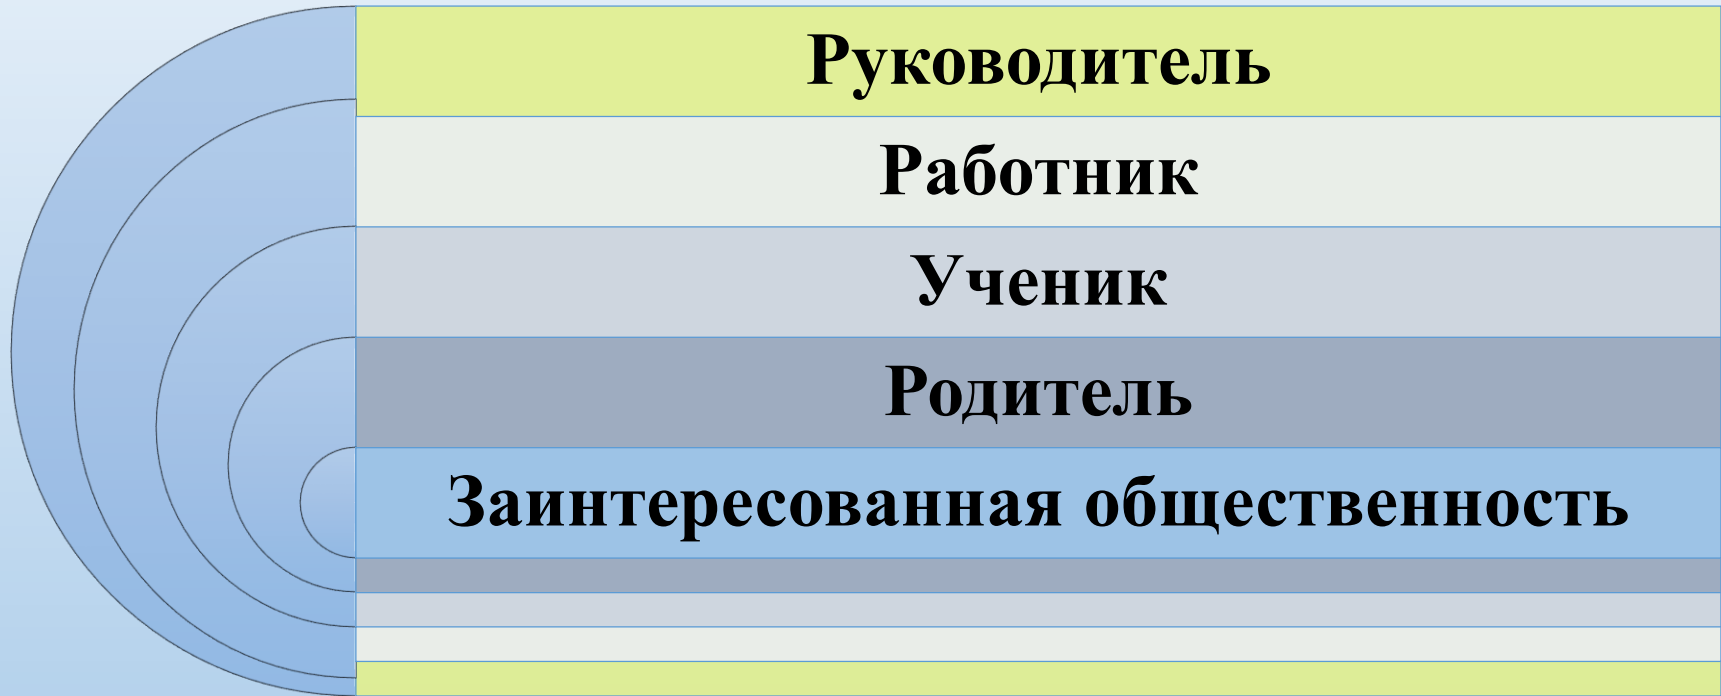 Руководитель
Работник
Ученик
Родитель
Заинтересованная общественность